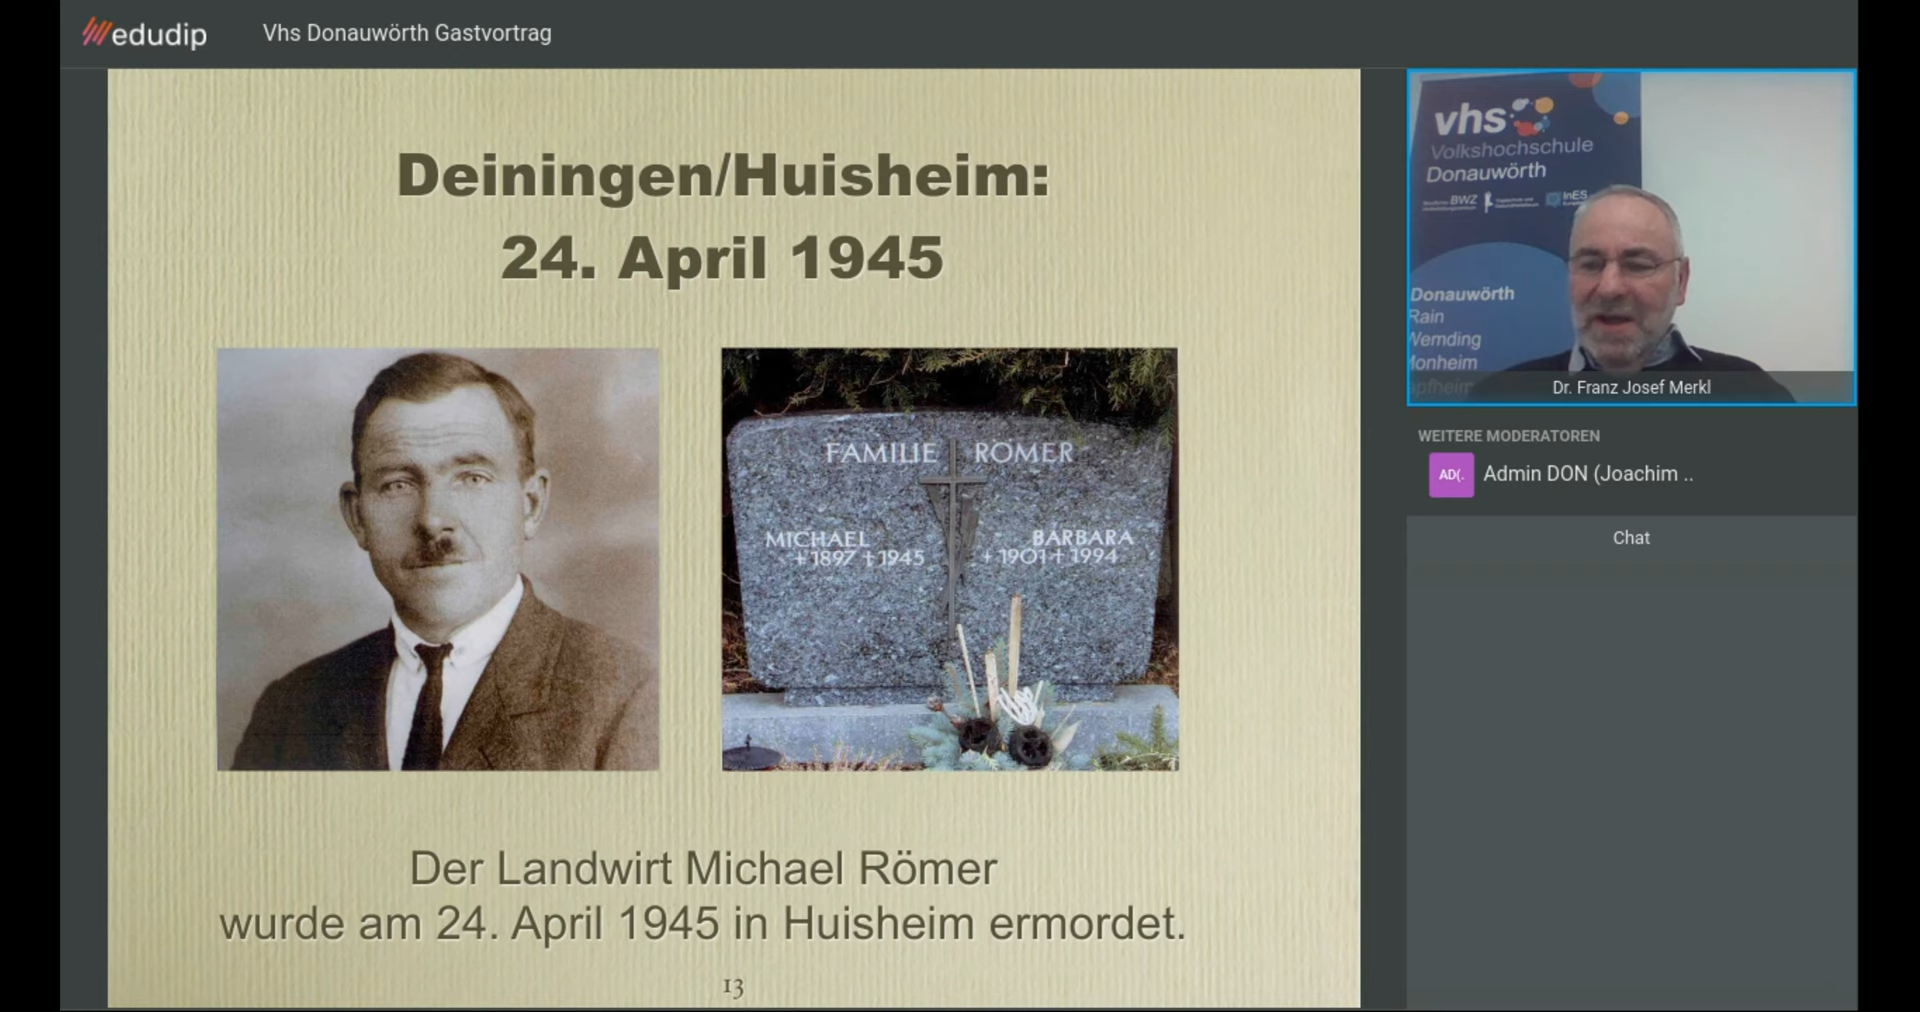 edudip
Vhs Donauwörth Gastvortrag
Deiningen/Huisheim:
24. April 1945
FAMILIE RÖMER
MICHAEL
+1897 +1945
BARBARA
+1901+1994
Der Landwirt Michael Römer
wurde am 24. April 1945 in Huisheim ermordet.
13
vhs
Volkshochschule
Donauwörth
BWZ
InES
Donauwörth
Rain
Wemding
Monheim
Dr. Franz Josef Merkl
WEITERE MODERATOREN
AD(.
Admin DON (Joachim ..
Chat